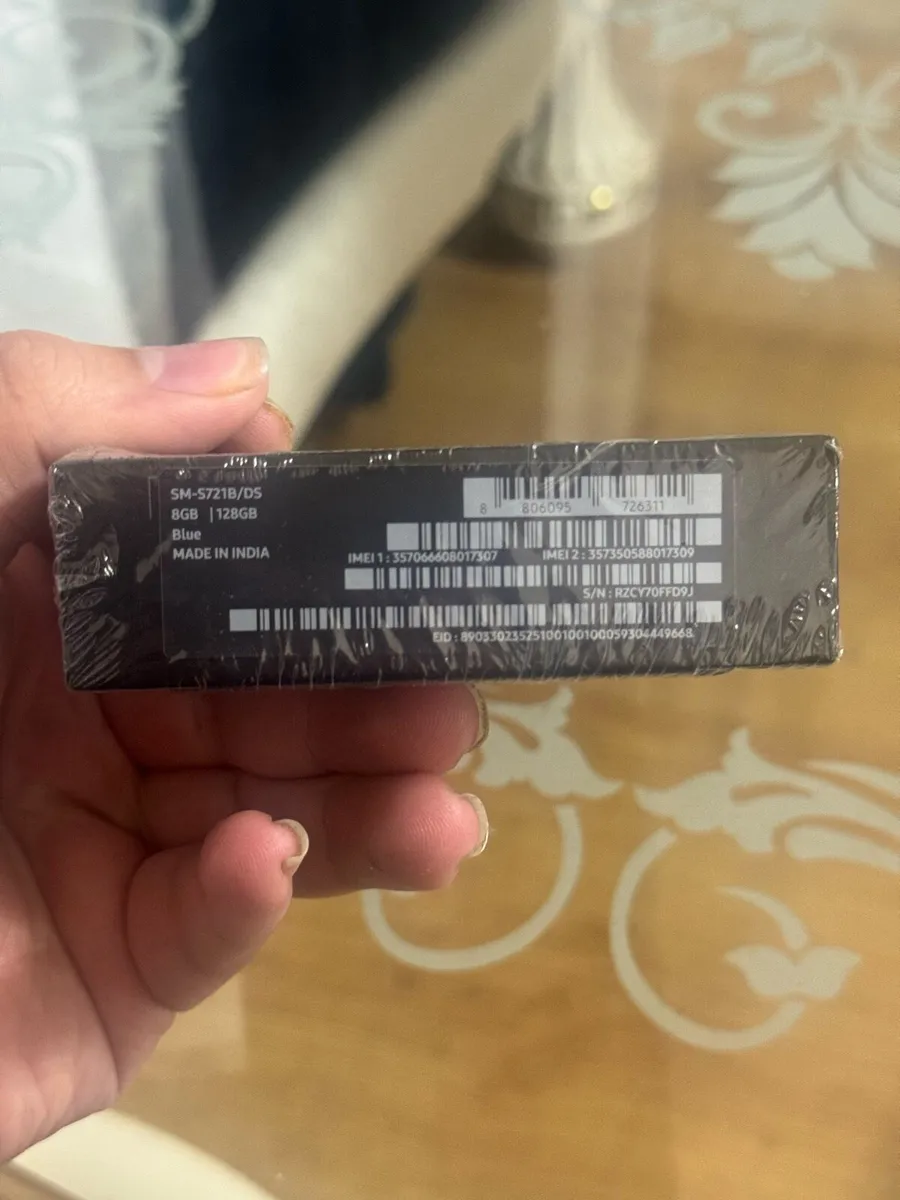 SM-S721B/DS
8GB | 128GB
Blue
MADE IN INDIA
8 806095 726311
IMEI 1 : 357066608017307 IMEI 2 : 357350588017309
S/N : RZCY70FFD9J
EID : 89033023525100100100059304449668